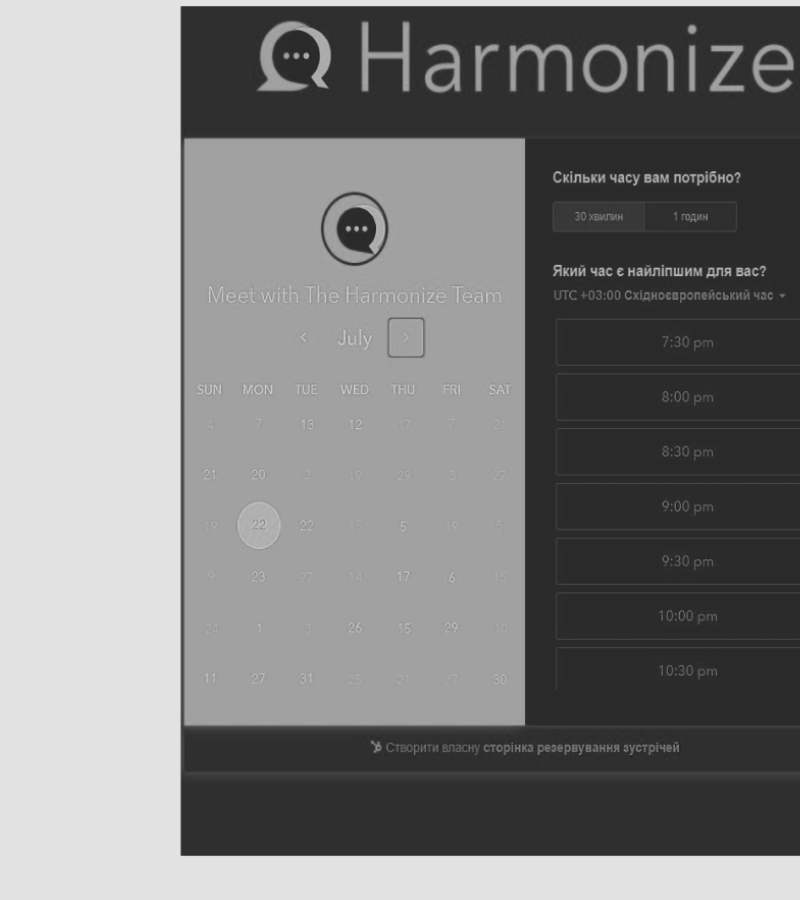 Harmonize
Meet with The Harmonize Team
July
SUN MON TUE WED THU FRI SAT
4 7 13 12 17 7 21
21 20 2 19 29 3 27
19 22 22 15 5 19 5
9 23 27 14 17 6 15
24 1 3 26 15 29 10
11 27 31 25 21 27 30
Скільки часу вам потрібно?
30 хвилин 1 годин
Який час є найліпшим для вас?
UTC +03:00 Східноєвропейський час
7:30 pm
8:00 pm
8:30 pm
9:00 pm
9:30 pm
10:00 pm
10:30 pm
Створити власну сторінка резервування зустрічей